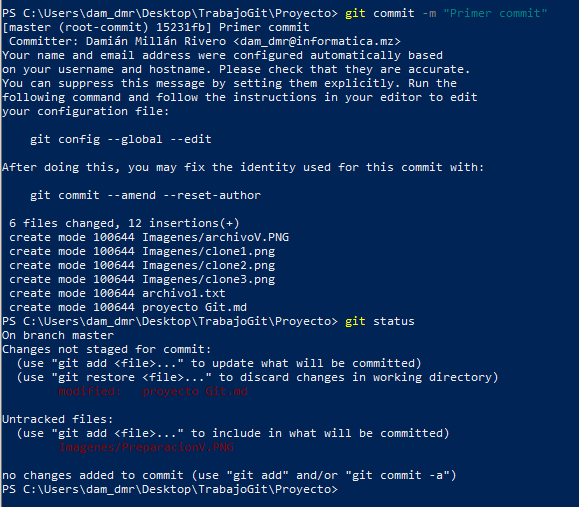 PS C:\Users\dam_dmr\Desktop\TrabajoGit\Proyecto> git commit -m "Primer commit"
[master (root-commit) 15231fb] Primer commit
 Committer: Damián Millán Rivero <dam_dmr@informatica.mz>
Your name and email address were configured automatically based
on your username and hostname. Please check that they are accurate.
You can suppress this message by setting them explicitly. Run the
following command and follow the instructions in your editor to edit
your configuration file:
    git config --global --edit
After doing this, you may fix the identity used for this commit with:
    git commit --amend --reset-author
 6 files changed, 12 insertions(+)
 create mode 100644 Imagenes/archivoV.PNG
 create mode 100644 Imagenes/clone1.png
 create mode 100644 Imagenes/clone2.png
 create mode 100644 Imagenes/clone3.png
 create mode 100644 archivo1.txt
 create mode 100644 proyecto Git.md
PS C:\Users\dam_dmr\Desktop\TrabajoGit\Proyecto> git status
On branch master
Changes not staged for commit:
  (use "git add <file>..." to update what will be committed)
  (use "git restore <file>..." to discard changes in working directory)
        modified:   proyecto Git.md
Untracked files:
  (use "git add <file>..." to include in what will be committed)
        Imagenes/PreparacionV.PNG
no changes added to commit (use "git add" and/or "git commit -a")
PS C:\Users\dam_dmr\Desktop\TrabajoGit\Proyecto>